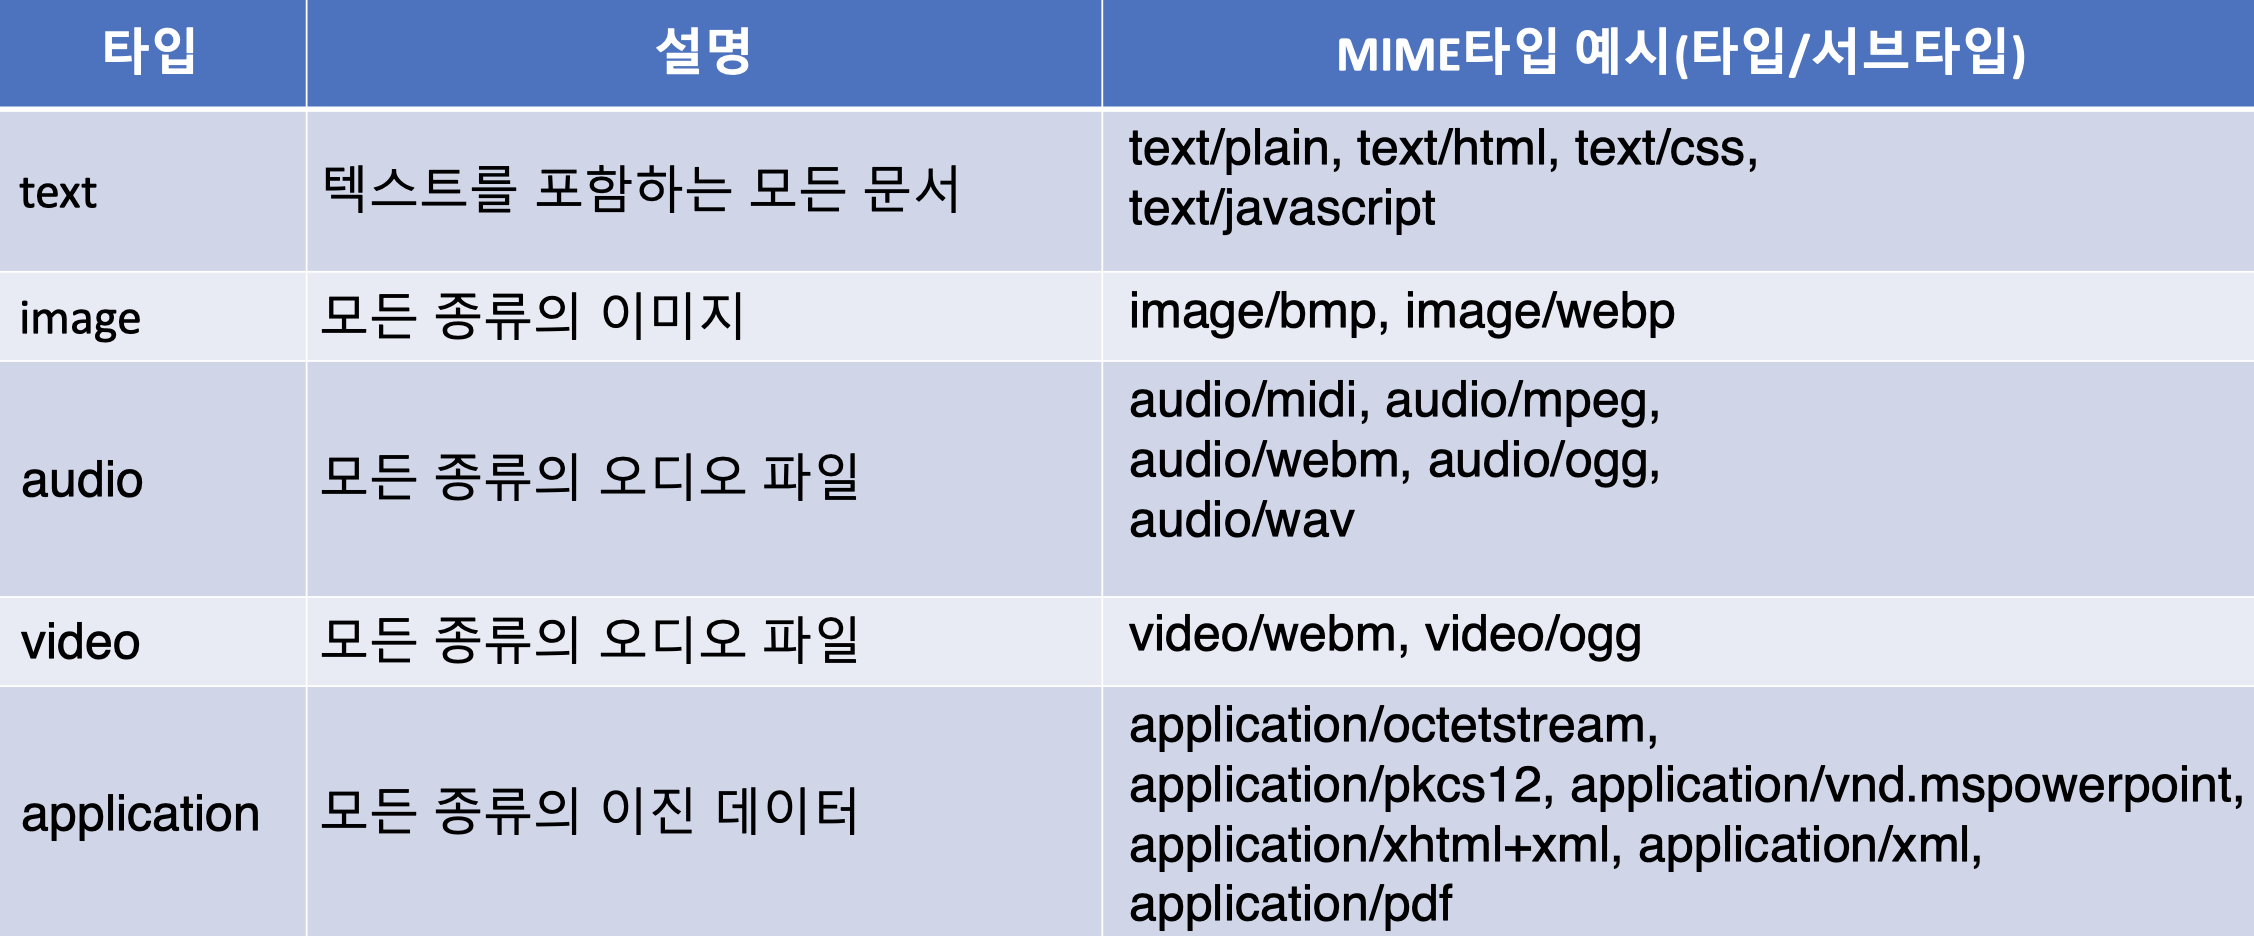 타입 설명 MIME타입 예시(타입/서브타입)
text 텍스트를 포함하는 모든 문서 text/plain, text/html, text/css,
text/javascript
image 모든 종류의 이미지 image/bmp, image/webp
audio 모든 종류의 오디오 파일 audio/midi, audio/mpeg,
audio/webm, audio/ogg,
audio/wav
video 모든 종류의 오디오 파일 video/webm, video/ogg
application 모든 종류의 이진 데이터 application/octetstream,
application/pkcs12, application/vnd.mspowerpoint,
application/xhtml+xml, application/xml,
application/pdf